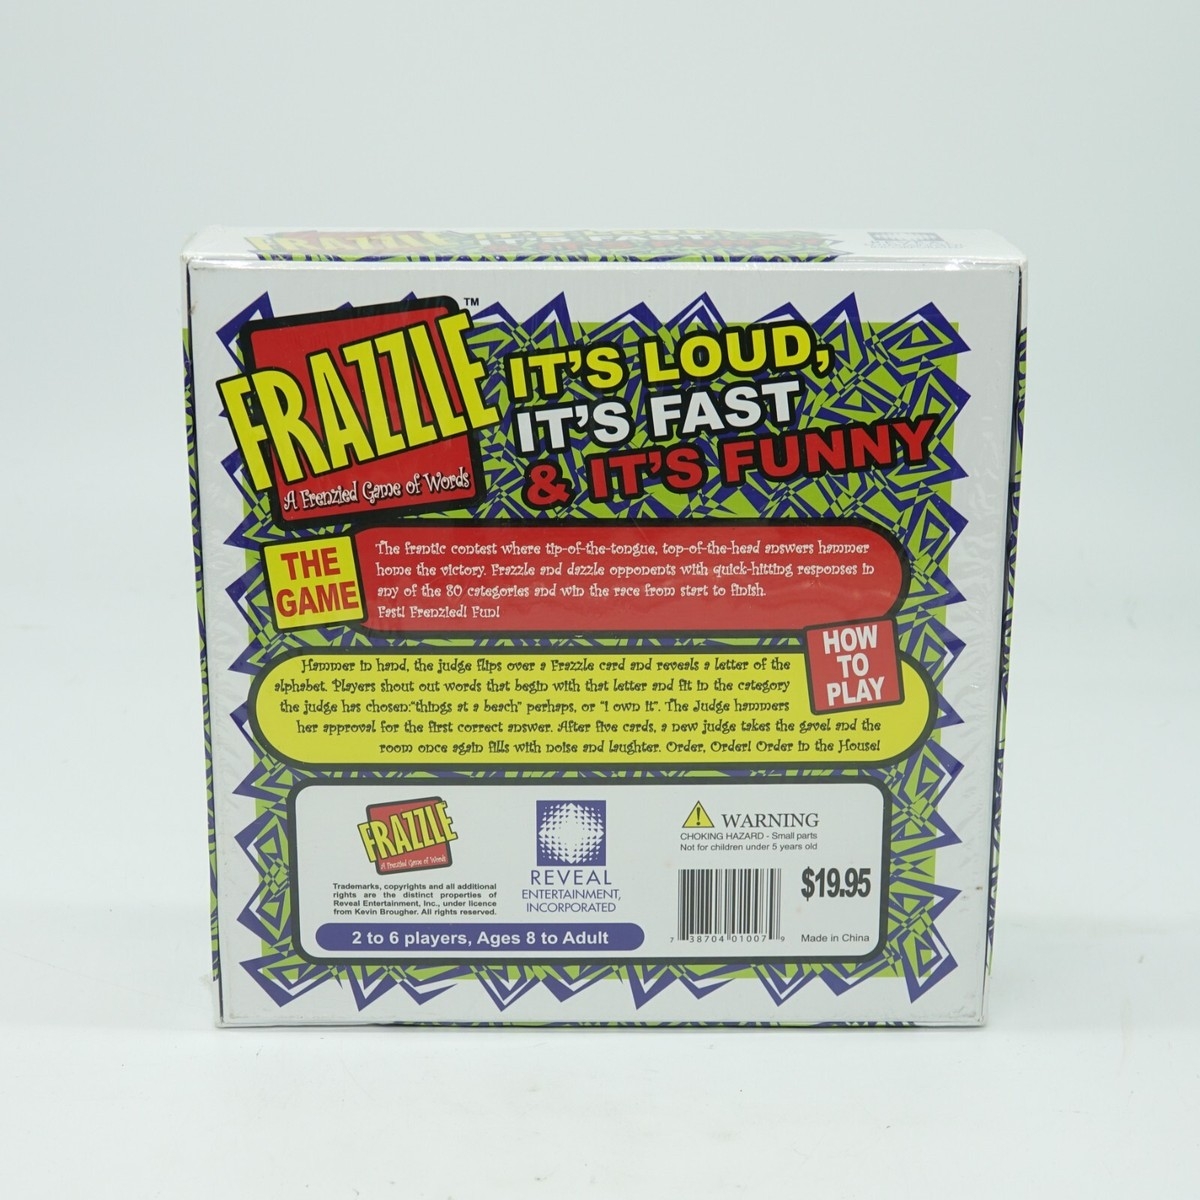 FRAZZLE
™
A Frenzied Game of Words
IT'S LOUD,
IT'S FAST
& IT'S FUNNY
THE
GAME
The frantic contest where tip-of-the-tongue, top-of-the-head answers hammer
home the victory. Frazzle and dazzle opponents with quick-hitting responses in
any of the 80 categories and win the race from start to finish.
Fast! Frenzied! Fun!
HOW
TO
PLAY
Hammer in hand, the judge flips over a Frazzle card and reveals a letter of the
alphabet. Players shout out words that begin with that letter and fit in the category
the judge has chosen:"things at a beach" perhaps, or "I own it". The Judge hammers
her approval for the first correct answer. After five cards, a new judge takes the gavel and the
room once again fills with noise and laughter. Order, Order! Order in the House!
FRAZZLE
A Frenzied Game of Words
Trademarks, copyrights and all additional
rights are the distinct properties of
Reveal Entertainment, Inc., under licence
from Kevin Brougher. All rights reserved.
REVEAL
ENTERTAINMENT,
INCORPORATED
WARNING
CHOKING HAZARD - Small parts
Not for children under 5 years old
$19.95
7 38704 01007 9
Made in China
2 to 6 players, Ages 8 to Adult